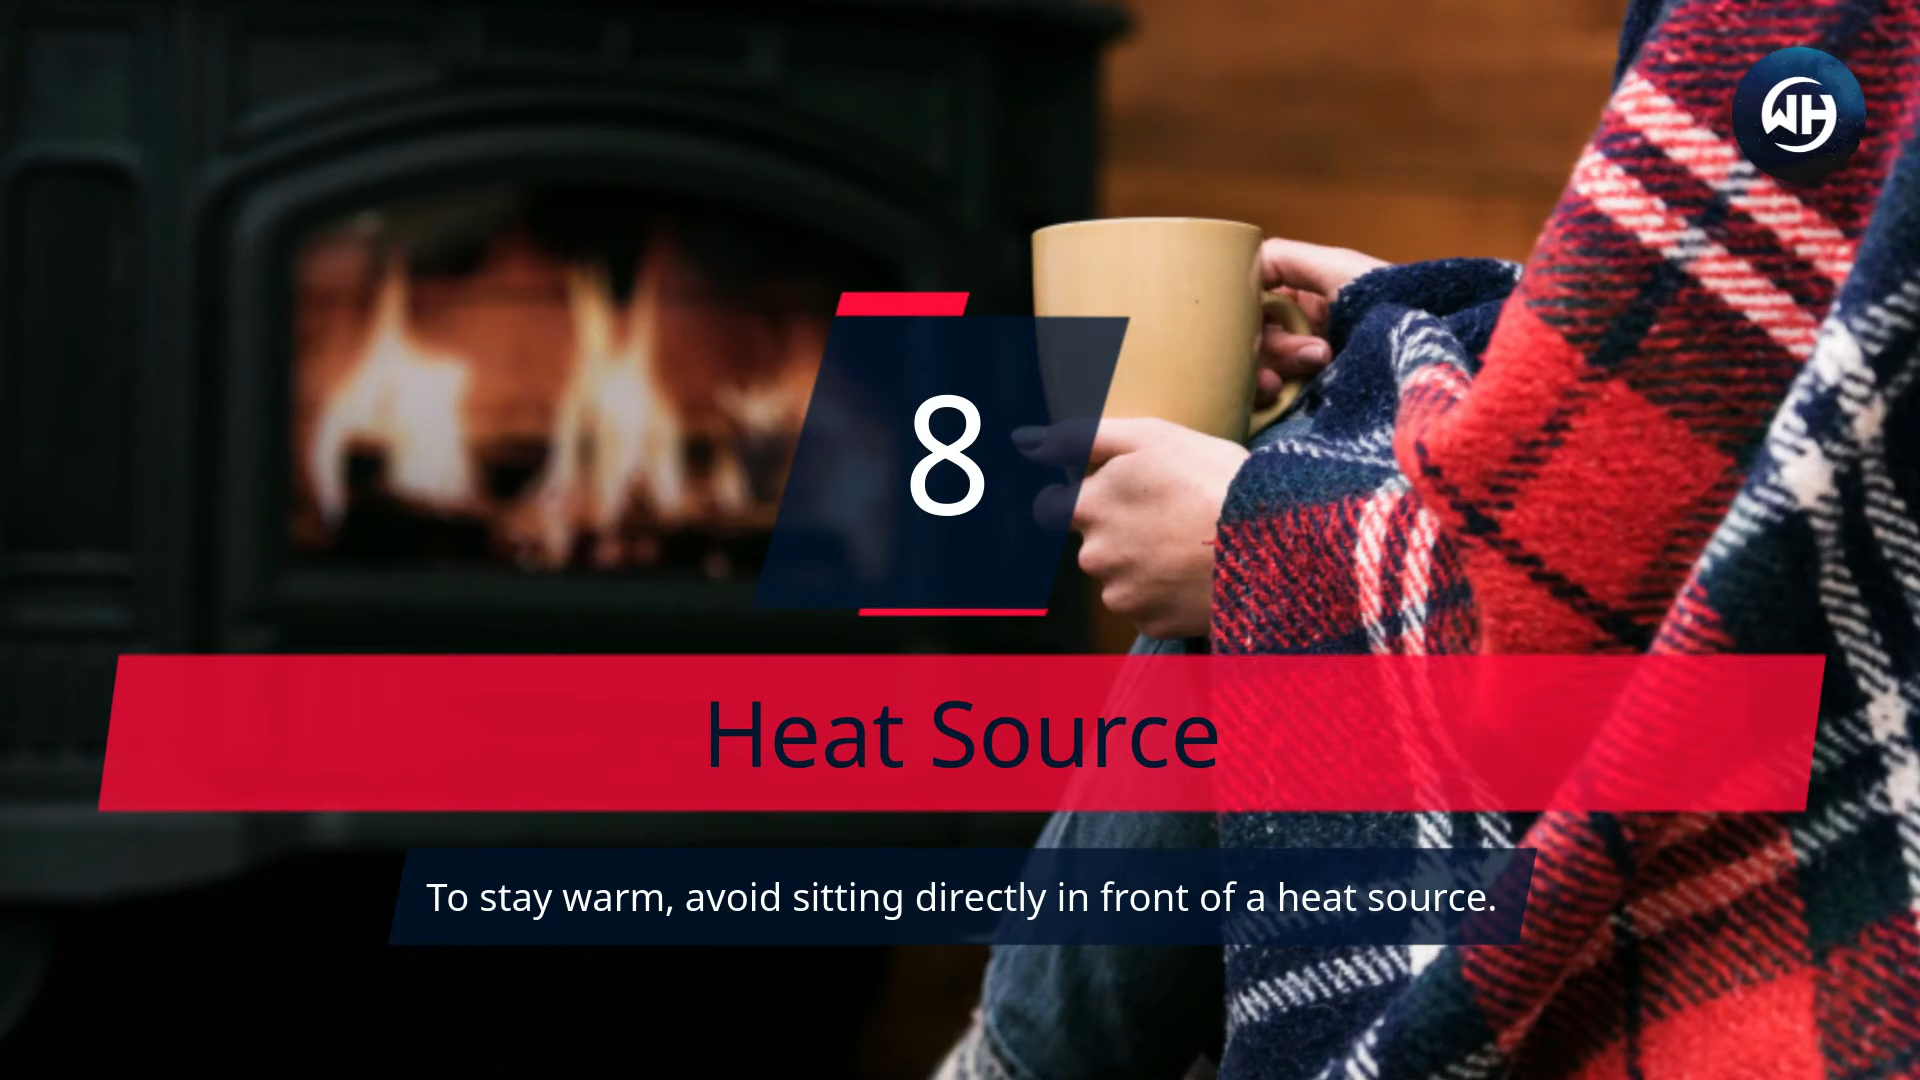 WH
8
Heat Source
To stay warm, avoid sitting directly in front of a heat source.